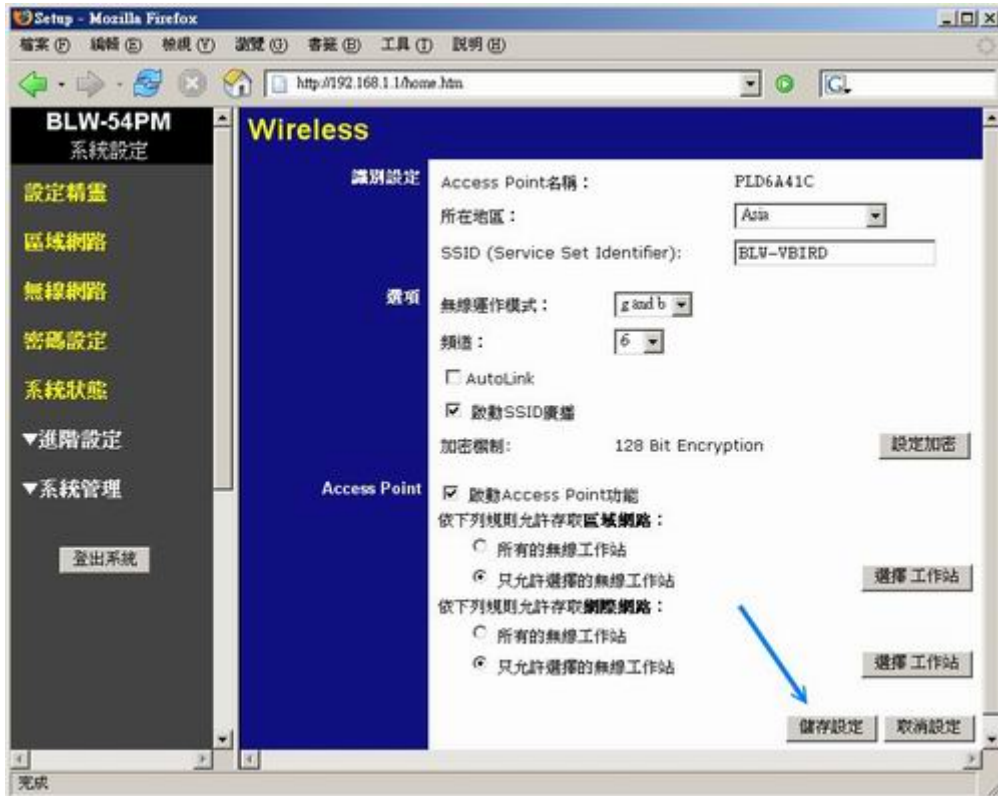 Setup - Mozilla Firefox
檔案(F) 編輯(E) 檢視(Y) 瀏覽(G) 書籤(B) 工具(T) 說明(H)
http://192.168.1.1/home.htm
G
BLW-54PM
系統設定
設定精靈
區域網路
無線網路
密碼設定
系統狀態
▼進階設定
▼系統管理
登出系統
Wireless
識別設定
Access Point名稱: PLD6A41C
所在地區: Asia
SSID (Service Set Identifier): BLW-VBIRD
選項
無線運作模式: g and b
頻道: 6
AutoLink
啟動SSID廣播
加密機制: 128 Bit Encryption 設定加密
Access Point
啟動Access Point功能
依下列規則允許存取區域網路:
所有的無線工作站
只允許選擇的無線工作站 選擇 工作站
依下列規則允許存取網際網路:
所有的無線工作站
只允許選擇的無線工作站 選擇 工作站
儲存設定 取消設定
完成